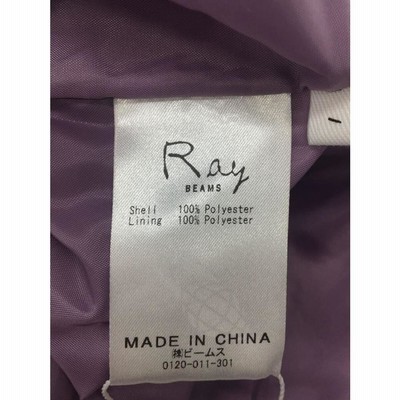 Ray
BEAMS
Shell 100% Polyester
Lining 100% Polyester
MADE IN CHINA
㈱ビームス
0120-011-301